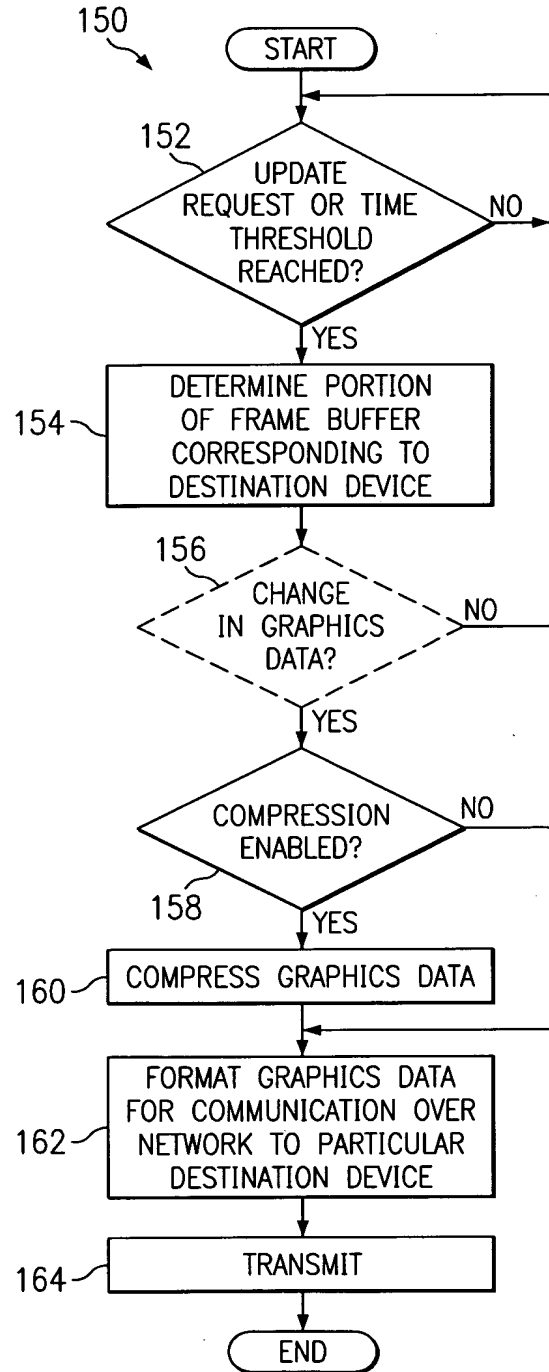 150
START
152
UPDATE
REQUEST OR TIME
THRESHOLD
REACHED?
NO
YES
154
DETERMINE PORTION
OF FRAME BUFFER
CORRESPONDING TO
DESTINATION DEVICE
156
CHANGE
IN GRAPHICS
DATA?
NO
YES
COMPRESSION
ENABLED?
NO
158
YES
160
COMPRESS GRAPHICS DATA
162
FORMAT GRAPHICS DATA
FOR COMMUNICATION OVER
NETWORK TO PARTICULAR
DESTINATION DEVICE
164
TRANSMIT
END